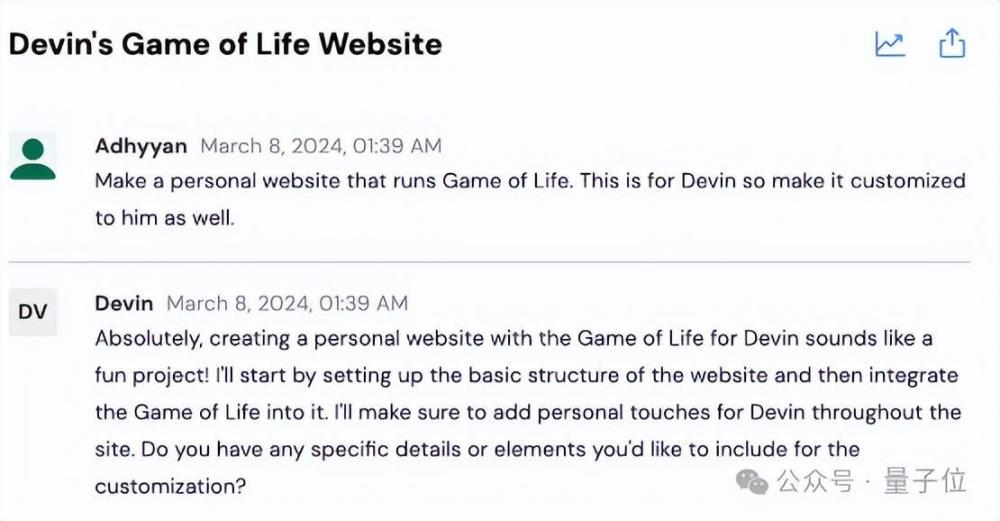 Devin's Game of Life Website
Adhyyan March 8, 2024, 01:39 AM
Make a personal website that runs Game of Life. This is for Devin so make it customized
to him as well.
DV
Devin March 8, 2024, 01:39 AM
Absolutely, creating a personal website with the Game of Life for Devin sounds like a
fun project! I'll start by setting up the basic structure of the website and then integrate
the Game of Life into it. I'll make sure to add personal touches for Devin throughout the
site. Do you have any specific details or elements you'd like to include for the
customization?
公众号 · 量子位